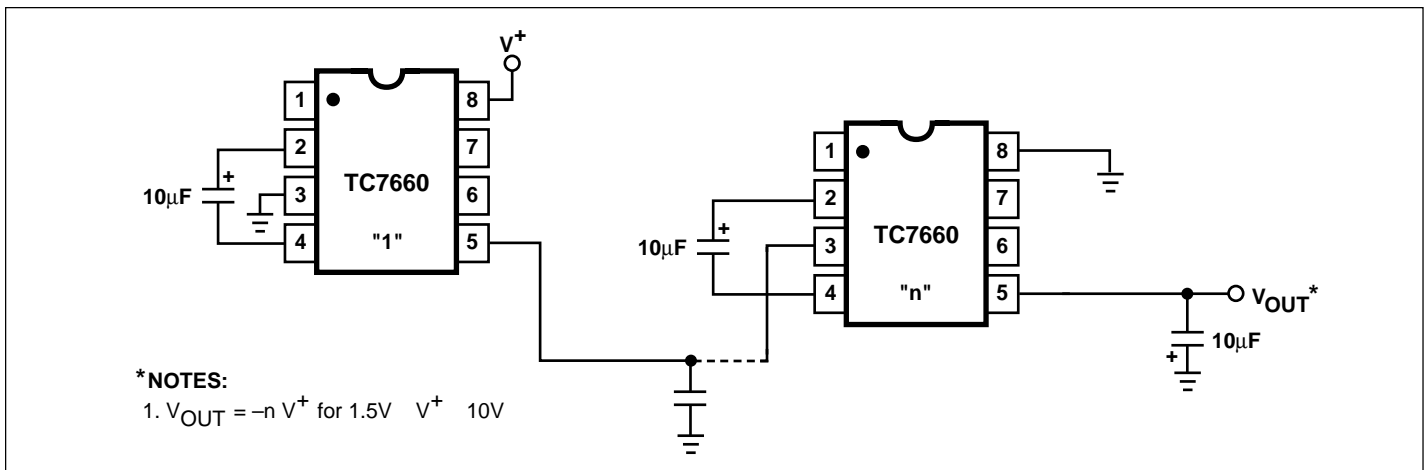 V+
1 8
2 7
+
10μF
TC7660
3 6
4 "1" 5
1 8
2 7
+
10μF
TC7660
3 6
4 "n" 5
VOUT*
10μF
+
*NOTES:
1. VOUT = –n V+ for 1.5V V+ 10V